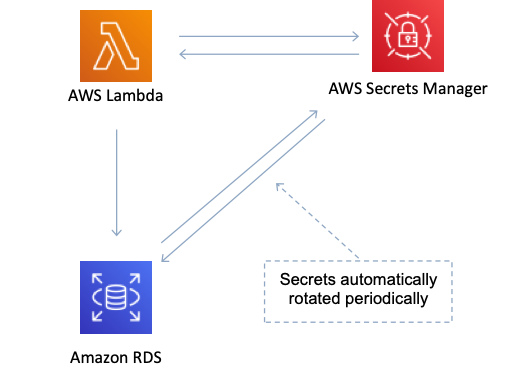 AWS Lambda
AWS Secrets Manager
Secrets automatically
rotated periodically
Amazon RDS